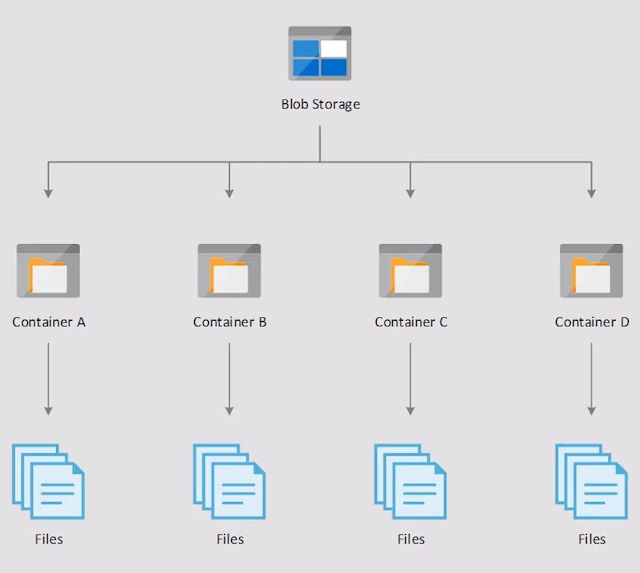 Blob Storage
Container A
Container B
Container C
Container D
Files
Files
Files
Files